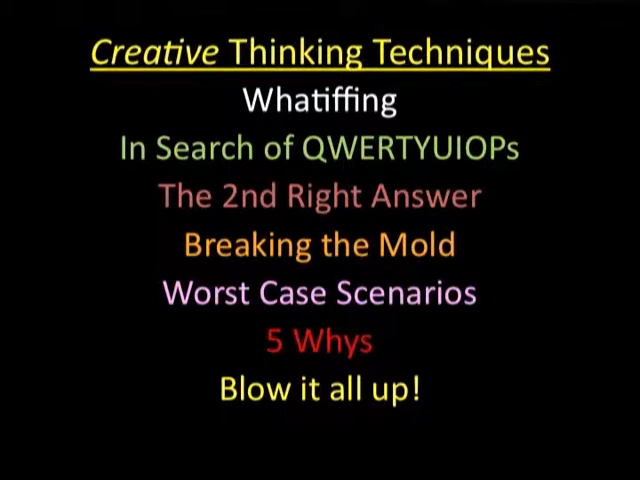 Creative Thinking Techniques
Whatiffing
In Search of QWERTYUIOPs
The 2nd Right Answer
Breaking the Mold
Worst Case Scenarios
5 Whys
Blow it all up!